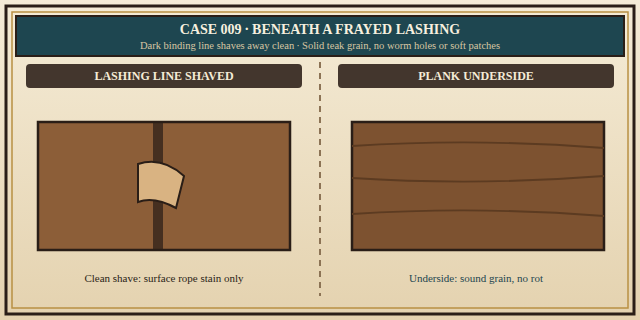 CASE 009 · BENEATH A FRAYED LASHING
Dark binding line shaves away clean · Solid teak grain, no worm holes or soft patches
LASHING LINE SHAVED
PLANK UNDERSIDE
Clean shave: surface rope stain only
Underside: sound grain, no rot